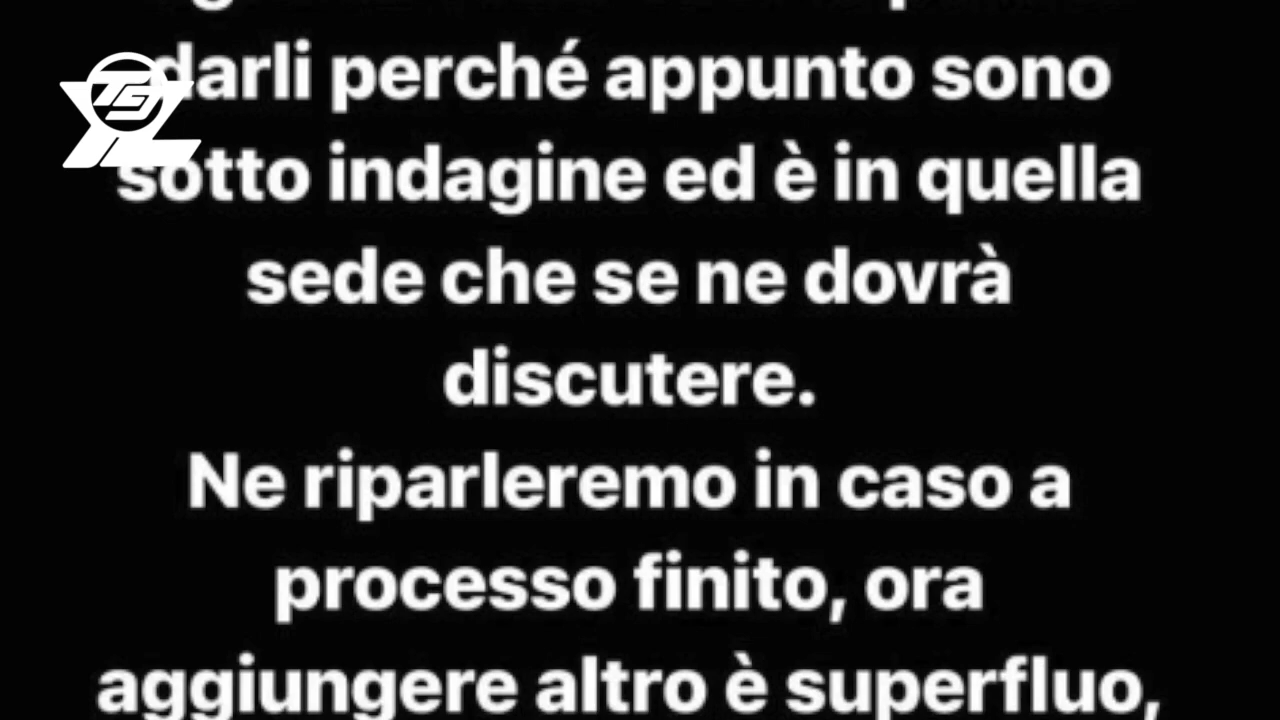 TG
darli perché appunto sono
sotto indagine ed è in quella
sede che se ne dovrà
discutere.
Ne riparleremo in caso a
processo finito, ora
aggiungere altro è superfluo,